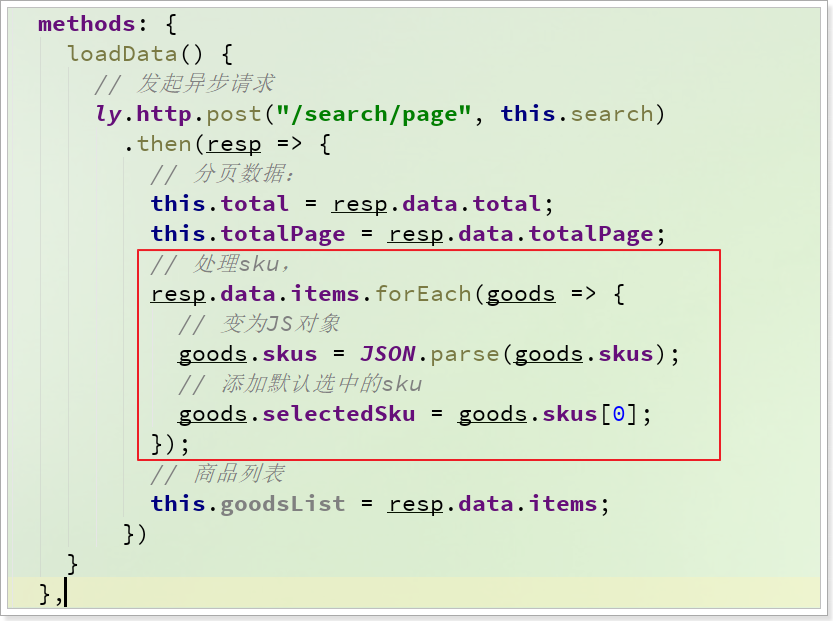 methods: {
  loadData() {
    // 发起异步请求
    ly.http.post("/search/page", this.search)
      .then(resp => {
        // 分页数据：
        this.total = resp.data.total;
        this.totalPage = resp.data.totalPage;
        // 处理sku，
        resp.data.items.forEach(goods => {
          // 变为JS对象
          goods.skus = JSON.parse(goods.skus);
          // 添加默认选中的sku
          goods.selectedSku = goods.skus[0];
        });
        // 商品列表
        this.goodsList = resp.data.items;
      })
  }
},